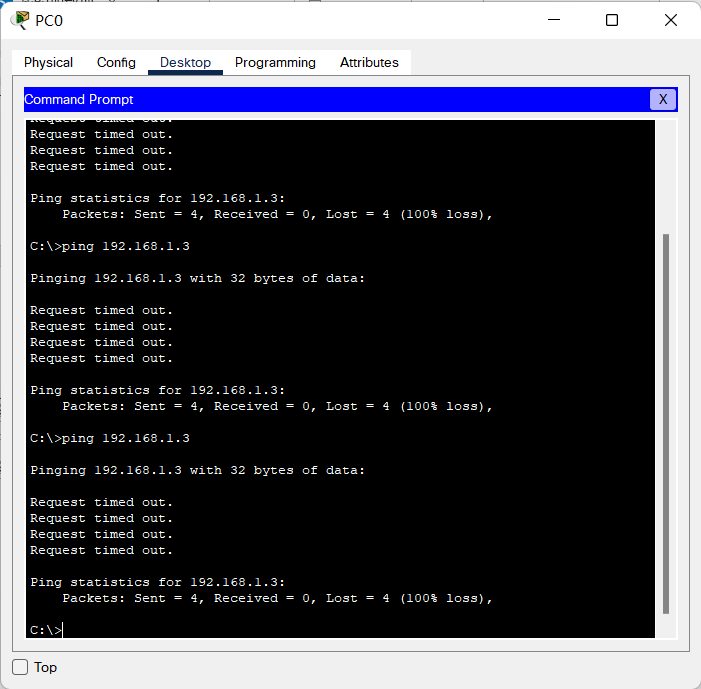 PC0
Physical Config Desktop Programming Attributes
Command Prompt X
Request timed out.
Request timed out.
Request timed out.
Request timed out.

Ping statistics for 192.168.1.3:
    Packets: Sent = 4, Received = 0, Lost = 4 (100% loss),

C:\>ping 192.168.1.3

Pinging 192.168.1.3 with 32 bytes of data:

Request timed out.
Request timed out.
Request timed out.
Request timed out.

Ping statistics for 192.168.1.3:
    Packets: Sent = 4, Received = 0, Lost = 4 (100% loss),

C:\>ping 192.168.1.3

Pinging 192.168.1.3 with 32 bytes of data:

Request timed out.
Request timed out.
Request timed out.
Request timed out.

Ping statistics for 192.168.1.3:
    Packets: Sent = 4, Received = 0, Lost = 4 (100% loss),

C:\>
Top